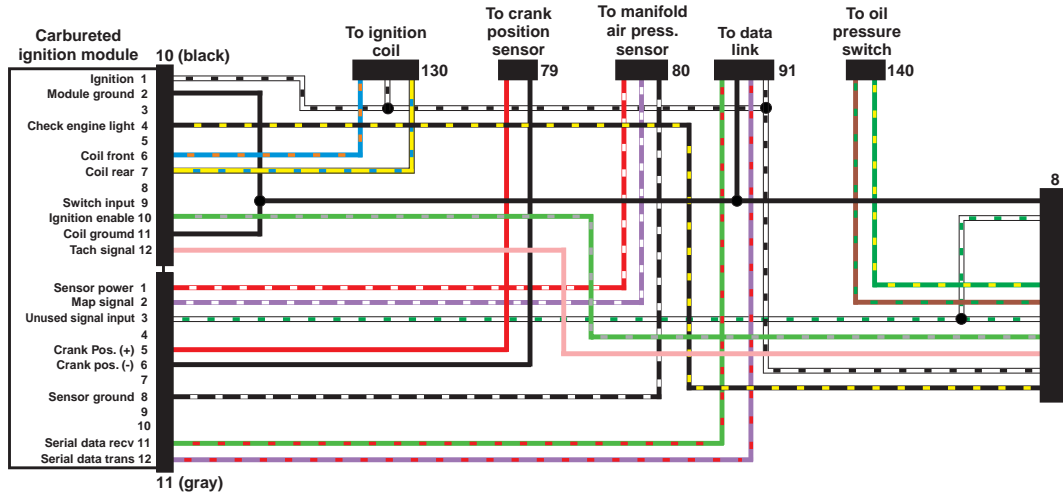 Carbureted
ignition module
10 (black)
Ignition 1
Module ground 2
3
Check engine light 4
5
Coil front 6
Coil rear 7
8
Switch input 9
Ignition enable 10
Coil groumd 11
Tach signal 12
Sensor power 1
Map signal 2
Unused signal input 3
4
Crank Pos. (+) 5
Crank pos. (-) 6
7
Sensor ground 8
9
10
Serial data recv 11
Serial data trans 12
11 (gray)
To ignition
coil
130
To crank
position
sensor
79
To manifold
air press.
sensor
80
To data
link
91
To oil
pressure
switch
140
8